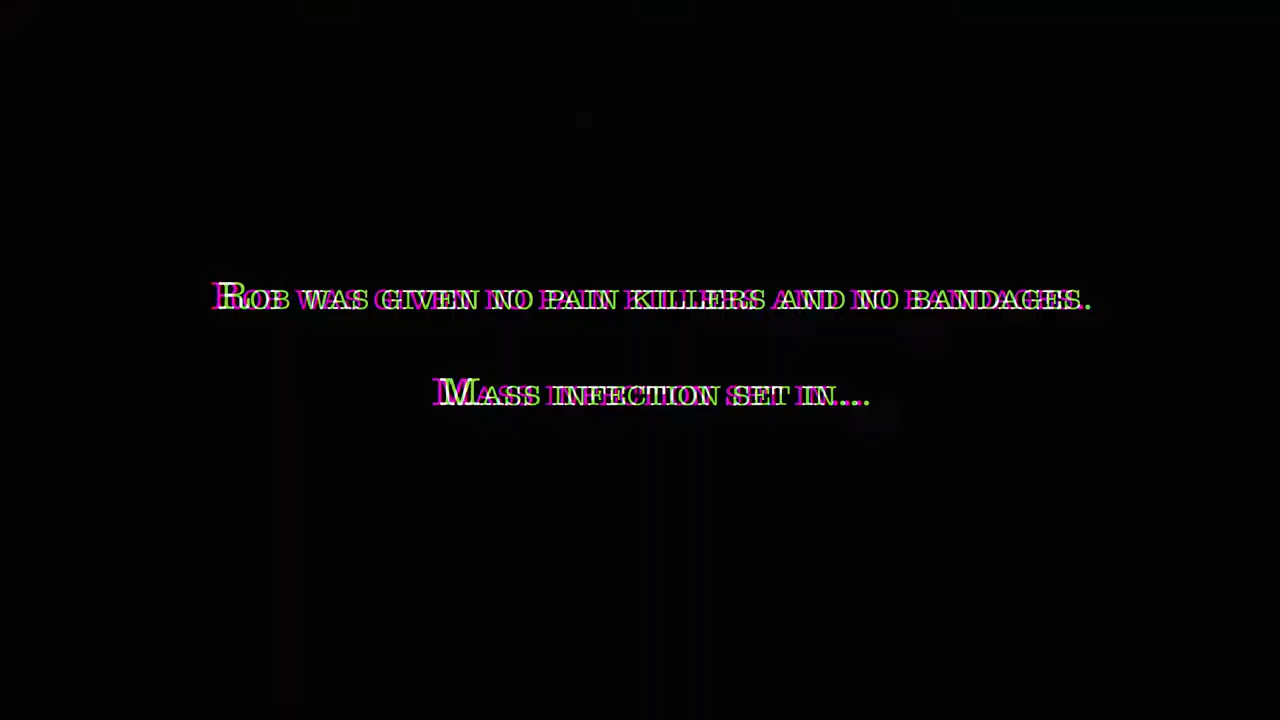 Rob was given no pain killers and no bandages.
Mass infection set in...